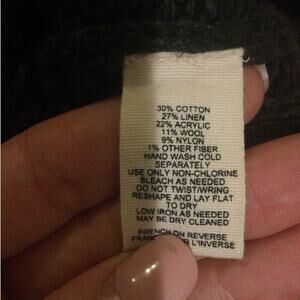 30% COTTON
27% LINEN
22% ACRYLIC
11% WOOL
9% NYLON
1% OTHER FIBER
HAND WASH COLD
SEPARATELY
USE ONLY NON-CHLORINE
BLEACH AS NEEDED
DO NOT TWIST/WRING
RESHAPE AND LAY FLAT
TO DRY
LOW IRON AS NEEDED
MAY BE DRY CLEANED
FRENCH ON REVERSE
L'INVERSE